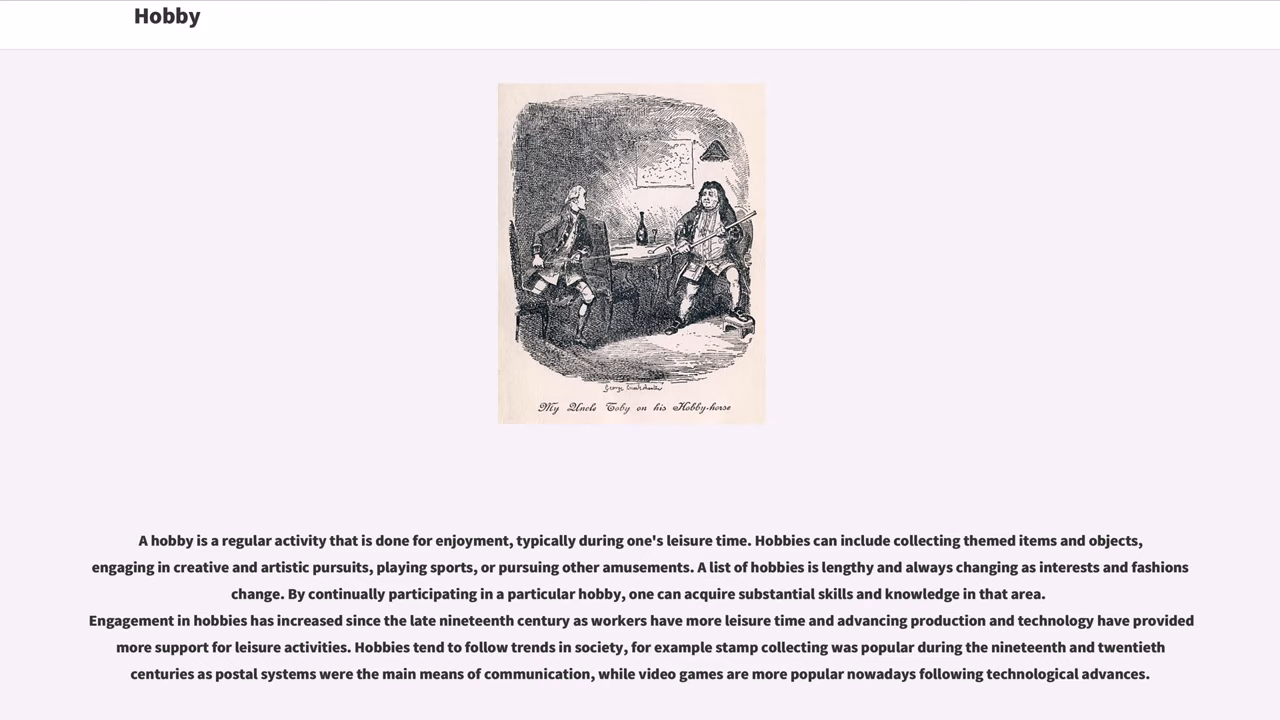 Hobby
George Cruikshank
My Uncle Toby on his Hobby-horse
A hobby is a regular activity that is done for enjoyment, typically during one's leisure time. Hobbies can include collecting themed items and objects,
engaging in creative and artistic pursuits, playing sports, or pursuing other amusements. A list of hobbies is lengthy and always changing as interests and fashions
change. By continually participating in a particular hobby, one can acquire substantial skills and knowledge in that area.
Engagement in hobbies has increased since the late nineteenth century as workers have more leisure time and advancing production and technology have provided
more support for leisure activities. Hobbies tend to follow trends in society, for example stamp collecting was popular during the nineteenth and twentieth
centuries as postal systems were the main means of communication, while video games are more popular nowadays following technological advances.